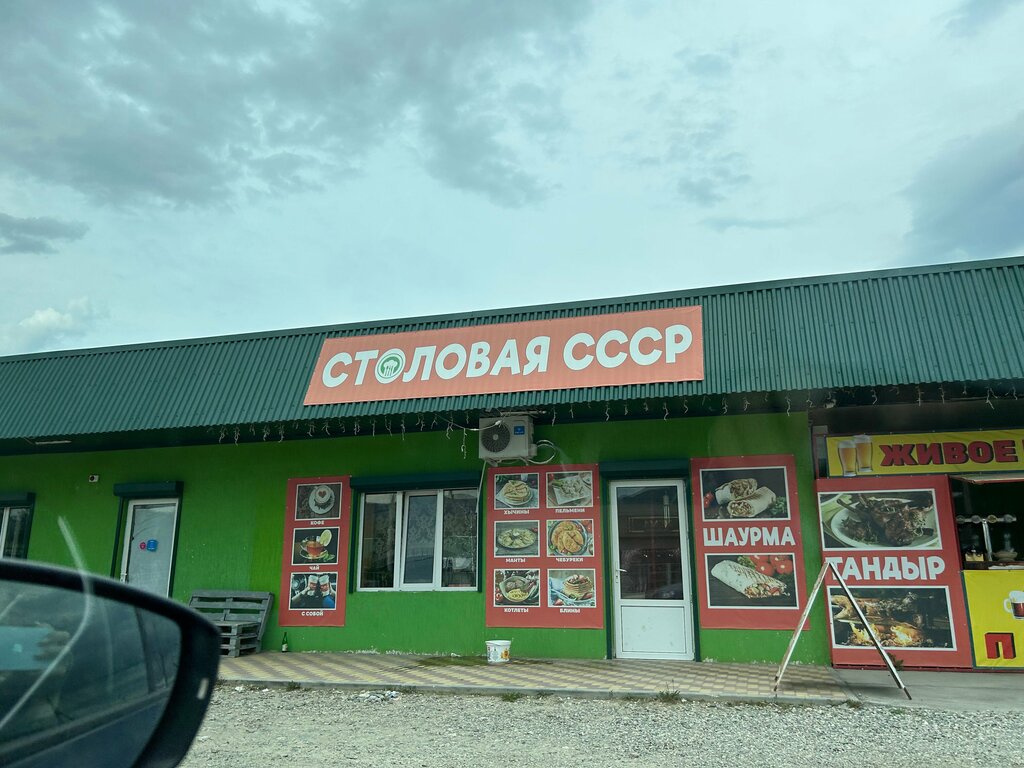 СТОЛОВАЯ СССР
КОФЕ
ЧАЙ
С СОБОЙ
ХЫЧИНЫ
ПЕЛЬМЕНИ
МАНТЫ
ЧЕБУРЕКИ
КОТЛЕТЫ
БЛИНЫ
ШАУРМА
ТАНДЫР
ЖИВОЕ
П